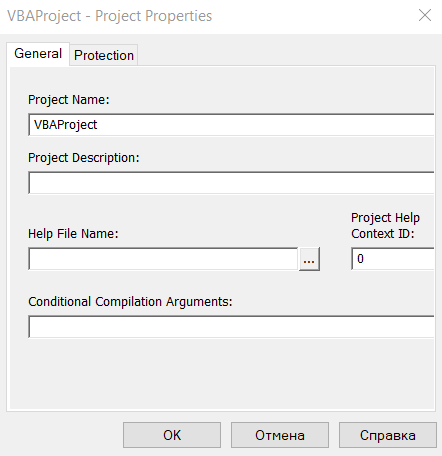 VBAProject - Project Properties
General Protection
Project Name:
VBAProject
Project Description:
Help File Name:
Project Help
Context ID:
...
0
Conditional Compilation Arguments:
OK Отмена Справка